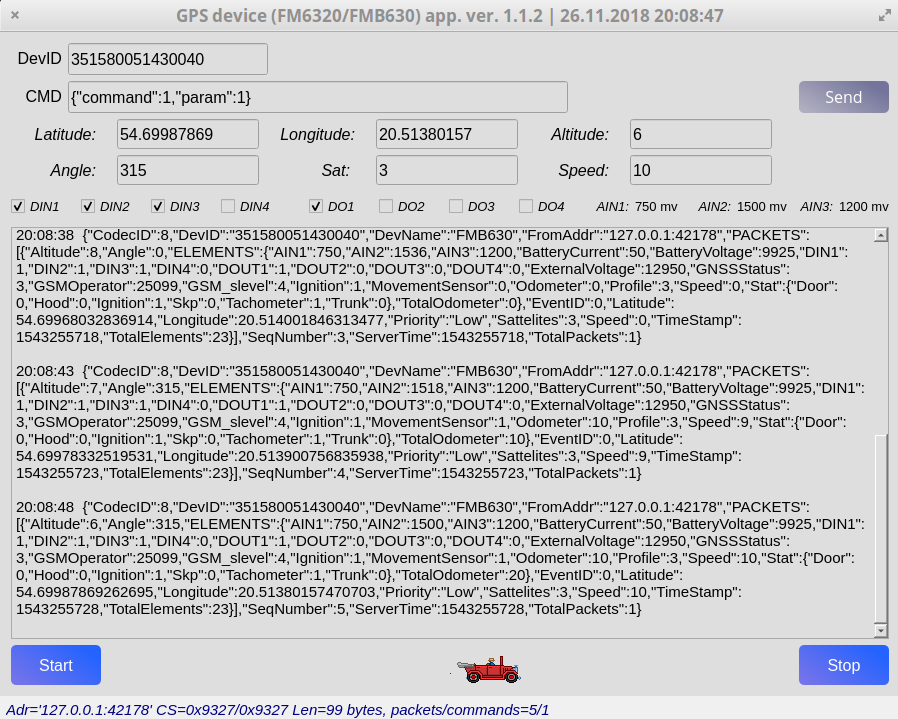 GPS device (FM6320/FMB630) app. ver. 1.1.2 | 26.11.2018 20:08:47
DevID 351580051430040
CMD {"command":1,"param":1} Send
Latitude: 54.69987869 Longitude: 20.51380157 Altitude: 6
Angle: 315 Sat: 3 Speed: 10
DIN1 DIN2 DIN3 DIN4 DO1 DO2 DO3 DO4 AIN1: 750 mv AIN2: 1500 mv AIN3: 1200 mv
20:08:38 {"CodecID":8,"DevID":"351580051430040","DevName":"FMB630","FromAddr":"127.0.0.1:42178","PACKETS":
[{"Altitude":8,"Angle":0,"ELEMENTS":{"AIN1":750,"AIN2":1536,"AIN3":1200,"BatteryCurrent":50,"BatteryVoltage":9925,"DIN1":
1,"DIN2":1,"DIN3":1,"DIN4":0,"DOUT1":1,"DOUT2":0,"DOUT3":0,"DOUT4":0,"ExternalVoltage":12950,"GNSSStatus":
3,"GSMOperator":25099,"GSM_slevel":4,"Ignition":1,"MovementSensor":0,"Odometer":0,"Profile":3,"Speed":0,"Stat":{"Door":
0,"Hood":0,"Ignition":1,"Skp":0,"Tachometer":1,"Trunk":0},"TotalOdometer":0},"EventID":0,"Latitude":
54.69968032836914,"Longitude":20.514001846313477,"Priority":"Low","Sattelites":3,"Speed":0,"TimeStamp":
1543255718,"TotalElements":23}],"SeqNumber":3,"ServerTime":1543255718,"TotalPackets":1}
20:08:43 {"CodecID":8,"DevID":"351580051430040","DevName":"FMB630","FromAddr":"127.0.0.1:42178","PACKETS":
[{"Altitude":7,"Angle":315,"ELEMENTS":{"AIN1":750,"AIN2":1518,"AIN3":1200,"BatteryCurrent":50,"BatteryVoltage":9925,"DIN1":
1,"DIN2":1,"DIN3":1,"DIN4":0,"DOUT1":1,"DOUT2":0,"DOUT3":0,"DOUT4":0,"ExternalVoltage":12950,"GNSSStatus":
3,"GSMOperator":25099,"GSM_slevel":4,"Ignition":1,"MovementSensor":1,"Odometer":10,"Profile":3,"Speed":9,"Stat":{"Door":
0,"Hood":0,"Ignition":1,"Skp":0,"Tachometer":1,"Trunk":0},"TotalOdometer":10},"EventID":0,"Latitude":
54.69978332519531,"Longitude":20.513900756835938,"Priority":"Low","Sattelites":3,"Speed":9,"TimeStamp":
1543255723,"TotalElements":23}],"SeqNumber":4,"ServerTime":1543255723,"TotalPackets":1}
20:08:48 {"CodecID":8,"DevID":"351580051430040","DevName":"FMB630","FromAddr":"127.0.0.1:42178","PACKETS":
[{"Altitude":6,"Angle":315,"ELEMENTS":{"AIN1":750,"AIN2":1500,"AIN3":1200,"BatteryCurrent":50,"BatteryVoltage":9925,"DIN1":
1,"DIN2":1,"DIN3":1,"DIN4":0,"DOUT1":1,"DOUT2":0,"DOUT3":0,"DOUT4":0,"ExternalVoltage":12950,"GNSSStatus":
3,"GSMOperator":25099,"GSM_slevel":4,"Ignition":1,"MovementSensor":1,"Odometer":10,"Profile":3,"Speed":10,"Stat":{"Door":
0,"Hood":0,"Ignition":1,"Skp":0,"Tachometer":1,"Trunk":0},"TotalOdometer":20},"EventID":0,"Latitude":
54.69987869262695,"Longitude":20.51380157470703,"Priority":"Low","Sattelites":3,"Speed":10,"TimeStamp":
1543255728,"TotalElements":23}],"SeqNumber":5,"ServerTime":1543255728,"TotalPackets":1}
Start Stop
Adr='127.0.0.1:42178' CS=0x9327/0x9327 Len=99 bytes, packets/commands=5/1